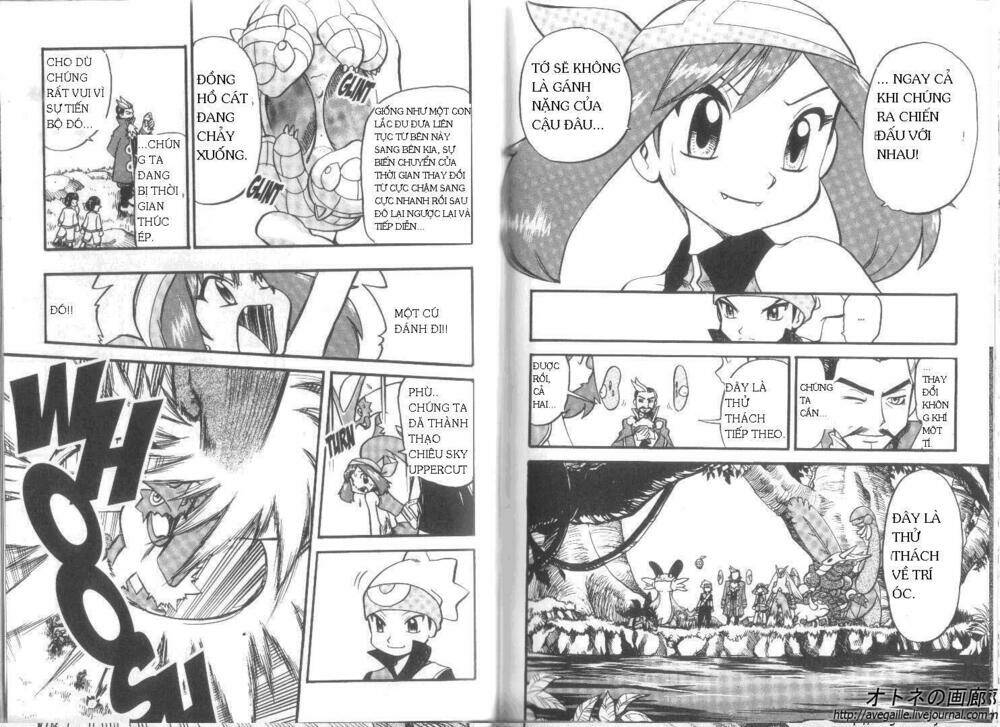 CHO DÙ
CHÚNG
RẤT VUI VÌ
SỰ TIẾN
BỘ ĐÓ...
...CHÚN
G TA
ĐANG
BỊ THỜI,
GIAN
THÚC
ÉP.
ĐỒNG
HỒ CÁT,
ĐANG
CHẢY
XUỐNG.
GLINT
GLINT
GIỐNG NHƯ MỘT CON
LẮC ĐU ĐƯA LIÊN
TỤC TỪ BÊN NÀY
SANG BÊN KIA, SỰ
BIẾN CHUYỂN CỦA
THỜI GIAN THAY ĐỔI
TỪ CỰC CHẬM SANG
CỰC NHANH RỒI SAU
ĐÓ LẠI NGƯỢC LẠI VÀ
TIẾP DIỄN...
ĐÓ!!
MỘT CÚ
ĐÁNH ĐI!!
WHOOOSH
TURN
PHÙ..
CHÚNG TA
ĐÃ THÀNH
THẠO
CHIÊU SKY
UPPERCUT
TỚ SẼ KHÔNG
LÀ GÁNH
NẶNG CỦA
CẬU ĐÂU...
... NGAY CẢ
KHI CHÚNG
RA CHIẾN
ĐẤU VỚI
NHAU!
...
ĐƯỢC
RỒI,
CẢ
HAI...
ĐÂY LÀ
THỬ
THÁCH
TIẾP THEO.
CHÚNG
TA
CẦN...
...
THAY
ĐỔI
KHÔN
G KHÍ
MỘT
TÍ.
ĐÂY LÀ
THỬ
THÁCH
VỀ TRÍ
ÓC.
オトネの画廊
http://avegaille.livejournal.com/